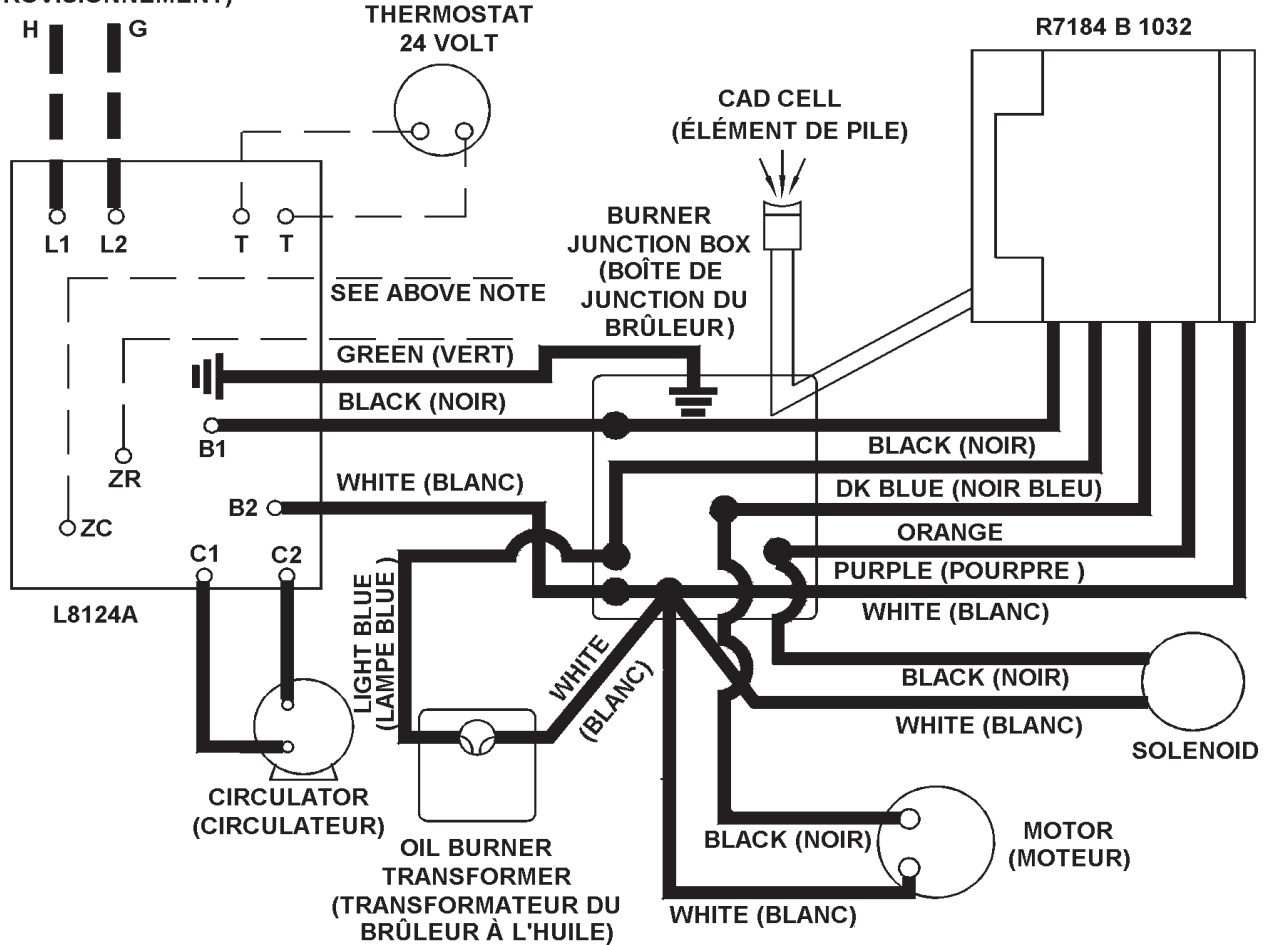 ROVISIONNEMENT)
H
G
THERMOSTAT
24 VOLT
R7184 B 1032
CAD CELL
(ÉLÉMENT DE PILE)
L1
L2
T
T
BURNER
JUNCTION BOX
(BOÎTE DE
JUNCTION DU
BRÛLEUR)
SEE ABOVE NOTE
GREEN (VERT)
BLACK (NOIR)
B1
BLACK (NOIR)
ZR
WHITE (BLANC)
DK BLUE (NOIR BLEU)
B2
ZC
ORANGE
C1
C2
PURPLE (POURPRE )
WHITE (BLANC)
L8124A
LIGHT BLUE
(LAMPE BLUE )
WHITE
(BLANC)
BLACK (NOIR)
WHITE (BLANC)
SOLENOID
CIRCULATOR
(CIRCULATEUR)
BLACK (NOIR)
MOTOR
(MOTEUR)
OIL BURNER
TRANSFORMER
(TRANSFORMATEUR DU
BRÛLEUR À L'HUILE)
WHITE (BLANC)